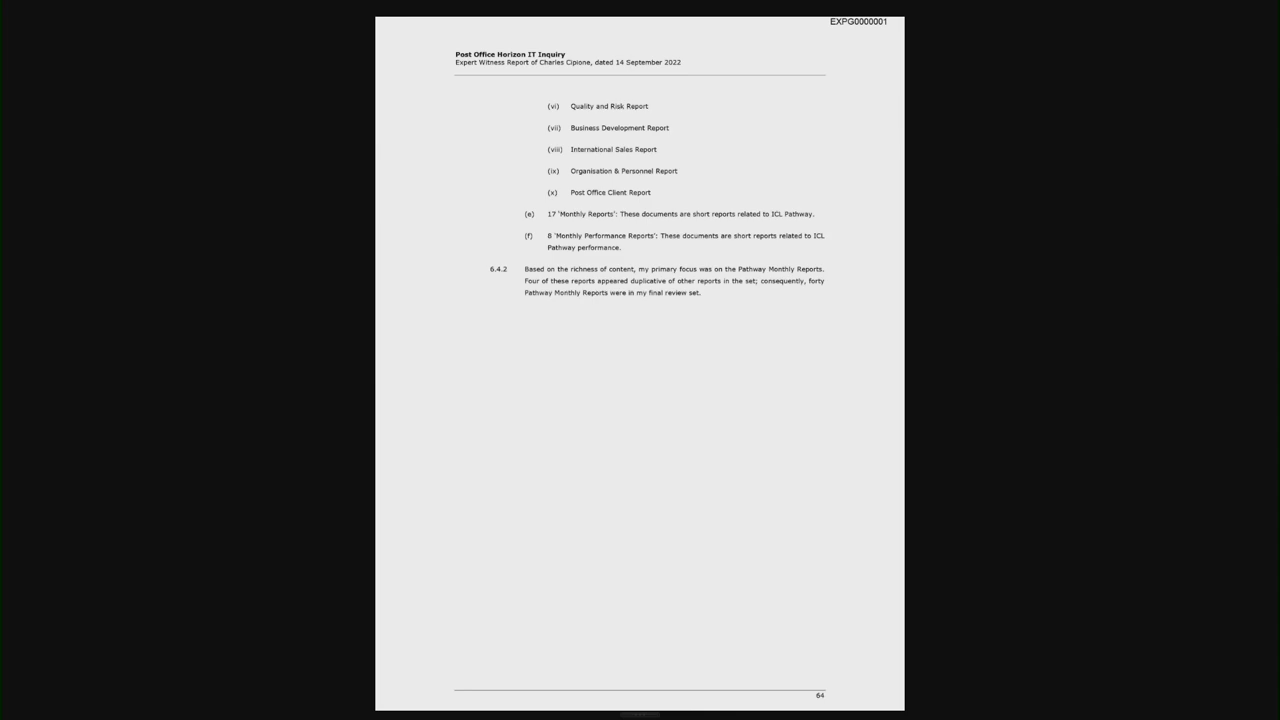 EXPG0000001
Post Office Horizon IT Inquiry
Expert Witness Report of Charles Cipione, dated 14 September 2022
(vi) Quality and Risk Report
(vii) Business Development Report
(viii) International Sales Report
(ix) Organisation & Personnel Report
(x) Post Office Client Report
(e) 17 'Monthly Reports': These documents are short reports related to ICL Pathway.
(f) 8 'Monthly Performance Reports': These documents are short reports related to ICL
Pathway performance.
6.4.2 Based on the richness of content, my primary focus was on the Pathway Monthly Reports.
Four of these reports appeared duplicative of other reports in the set; consequently, forty
Pathway Monthly Reports were in my final review set.
64